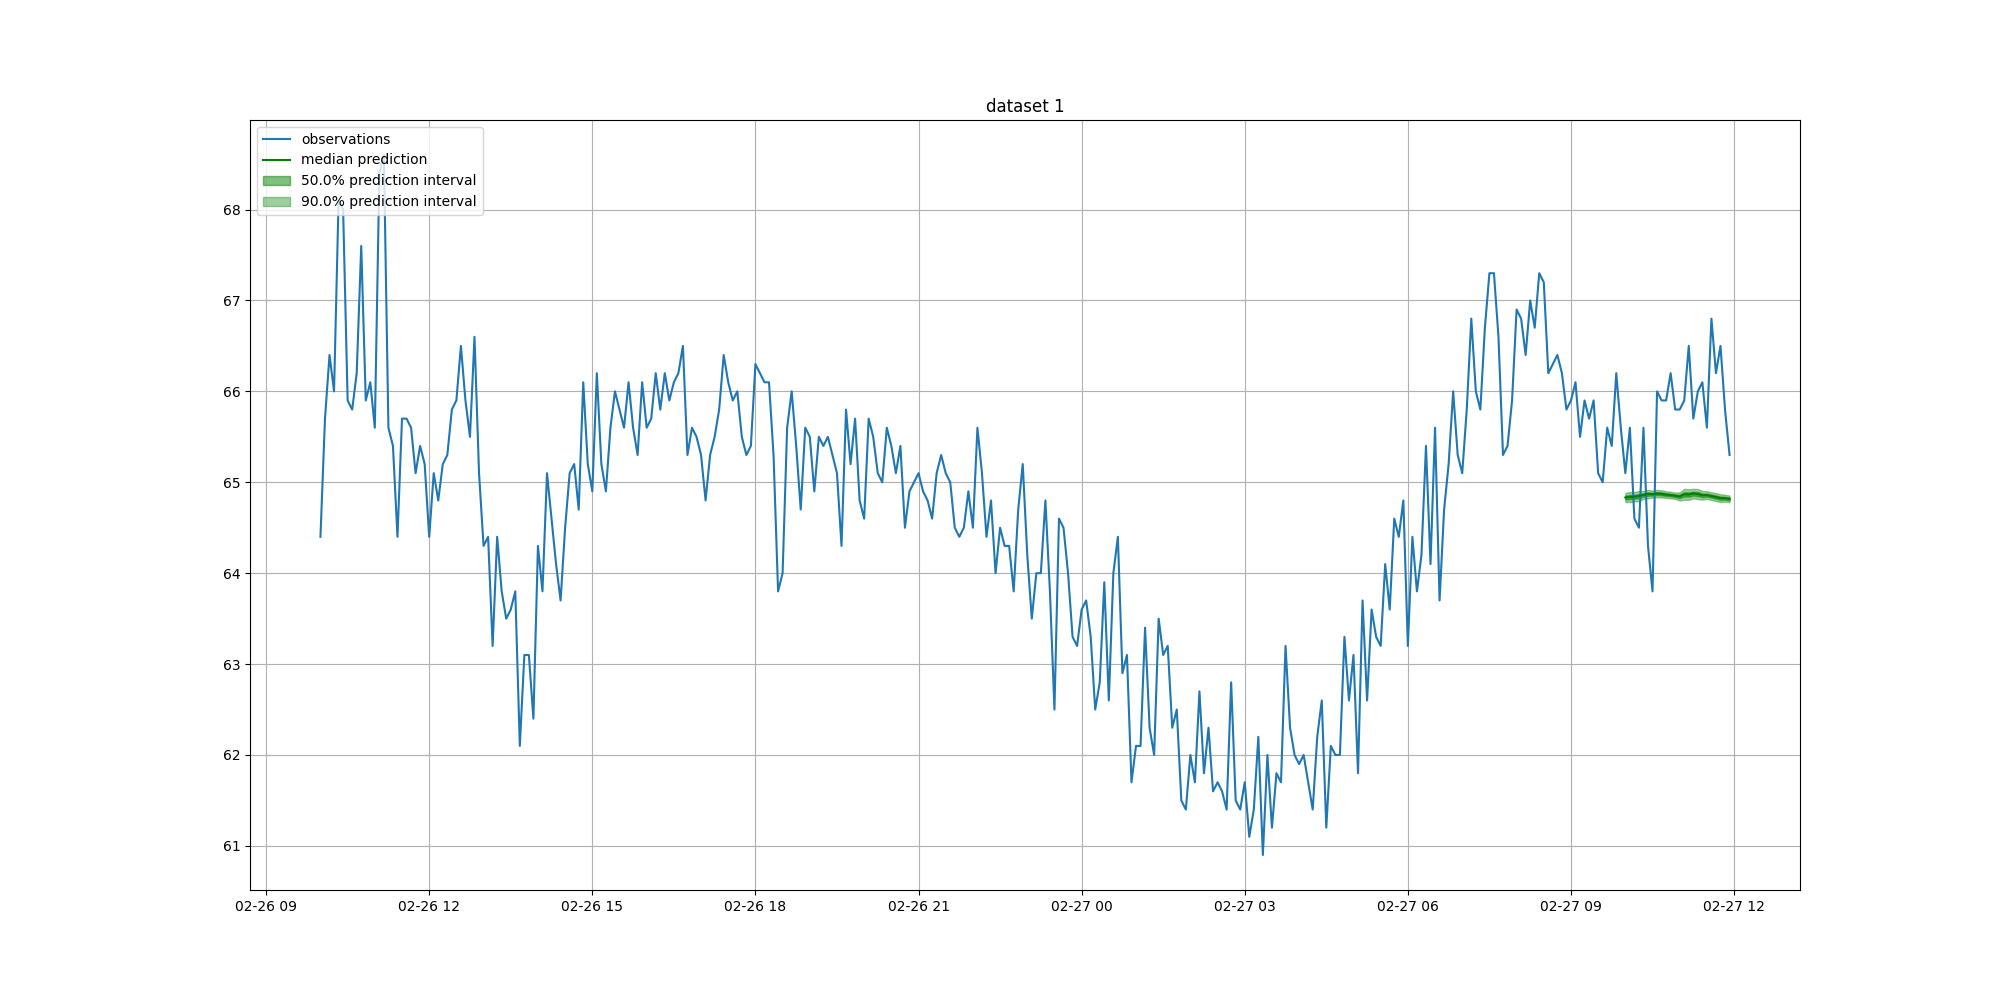 dataset 1
observations
median prediction
50.0% prediction interval
90.0% prediction interval
68
67
66
65
64
63
62
61
02-26 09 02-26 12 02-26 15 02-26 18 02-26 21 02-27 00 02-27 03 02-27 06 02-27 09 02-27 12